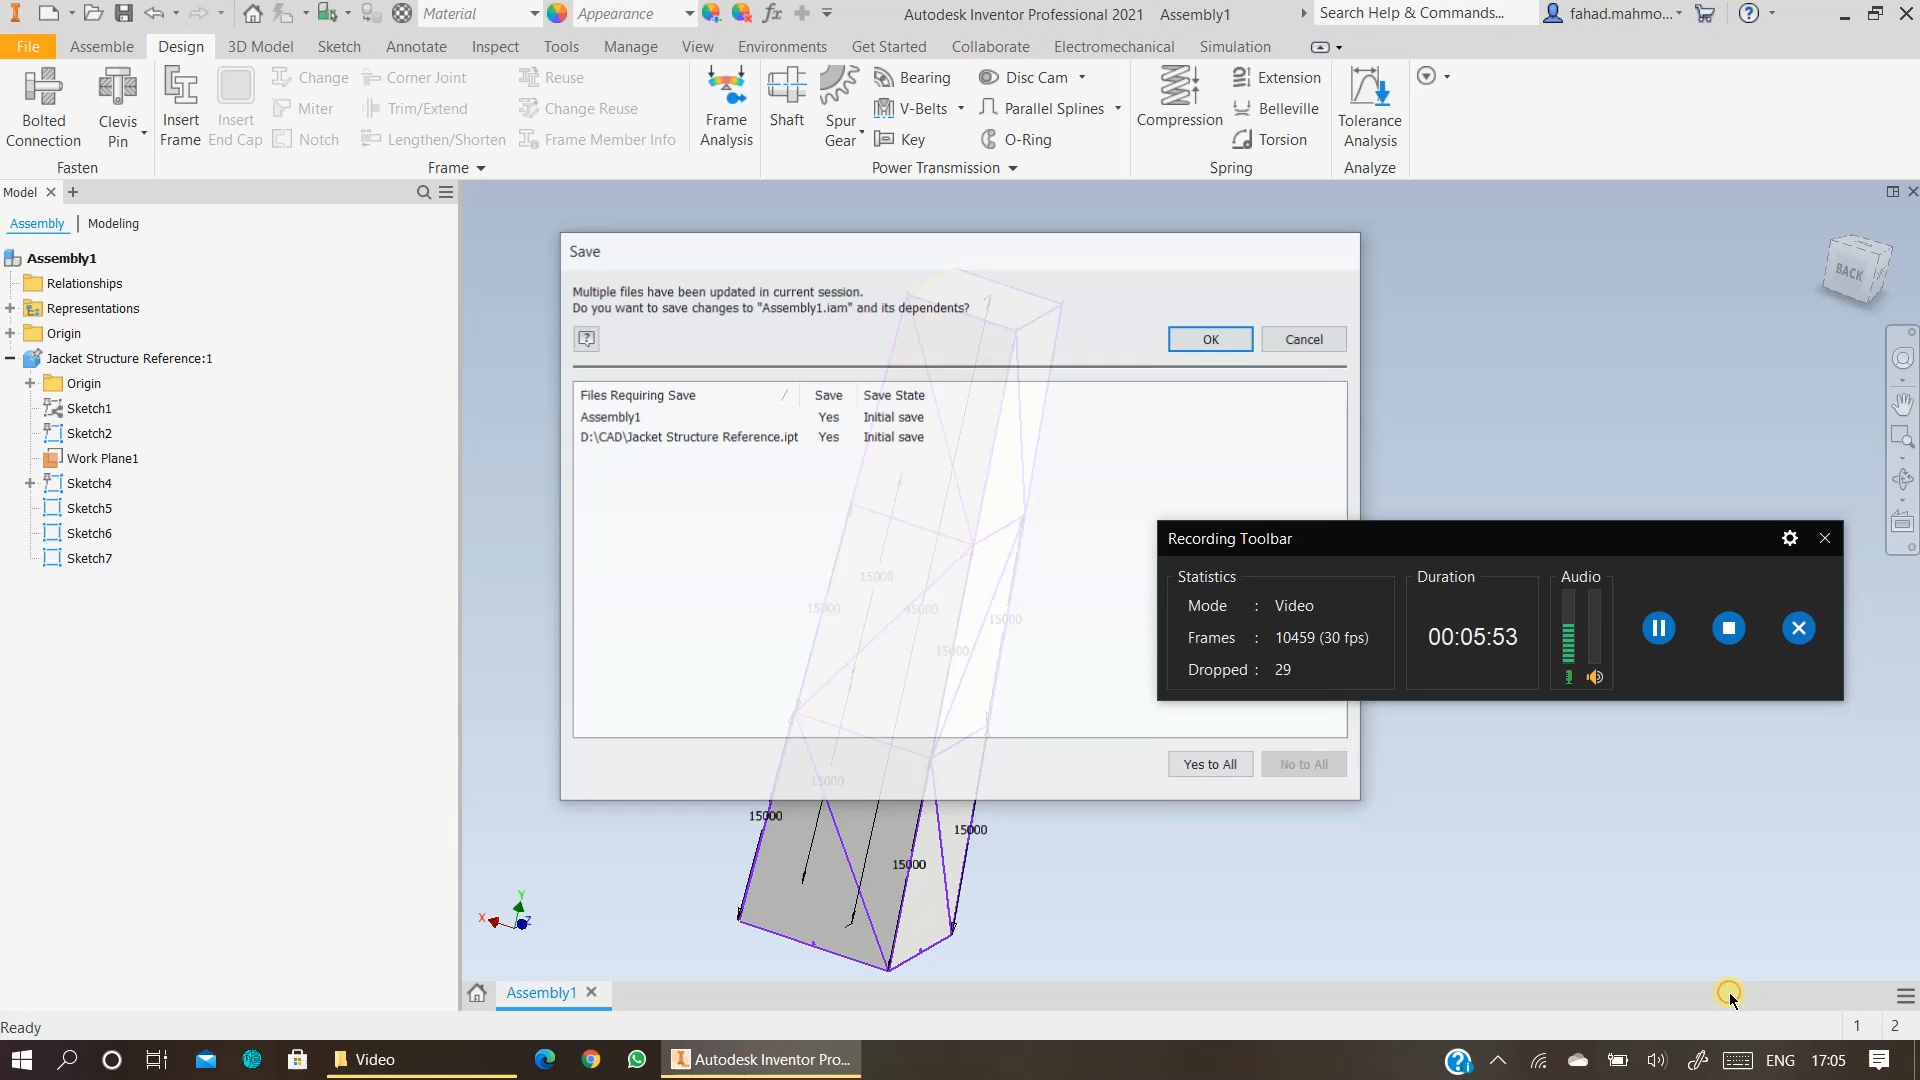 Material
Appearance
Autodesk Inventor Professional 2021 Assembly1
Search Help & Commands...
fahad.mahmo...
File Assemble Design 3D Model Sketch Annotate Inspect Tools Manage View Environments Get Started Collaborate Electromechanical Simulation
Bolted Connection
Clevis Pin
Insert Frame
Insert End Cap
Change
Miter
Notch
Corner Joint
Trim/Extend
Lengthen/Shorten
Reuse
Change Reuse
Frame Member Info
Frame Analysis
Shaft
Spur Gear
Bearing
V-Belts
Key
Disc Cam
Parallel Splines
O-Ring
Compression
Extension
Belleville
Torsion
Tolerance Analysis
Fasten
Frame
Power Transmission
Spring
Analyze
Model
Assembly | Modeling
Assembly1
Relationships
Representations
Origin
Jacket Structure Reference:1
Origin
Sketch1
Sketch2
Work Plane1
Sketch4
Sketch5
Sketch6
Sketch7
BACK
Save
Multiple files have been updated in current session.
Do you want to save changes to "Assembly1.iam" and its dependents?
OK
Cancel
Files Requiring Save / Save Save State
Assembly1 Yes Initial save
D:\CAD\Jacket Structure Reference.ipt Yes Initial save
15000
15000
45000
15000
15000
15000
Yes to All
No to All
15000
15000
15000
Recording Toolbar
Statistics
Mode : Video
Frames : 10459 (30 fps)
Dropped : 29
Duration
00:05:53
Audio
X
Y
Z
Assembly1
Ready
1 2
Video
Autodesk Inventor Pro...
ENG
17:05